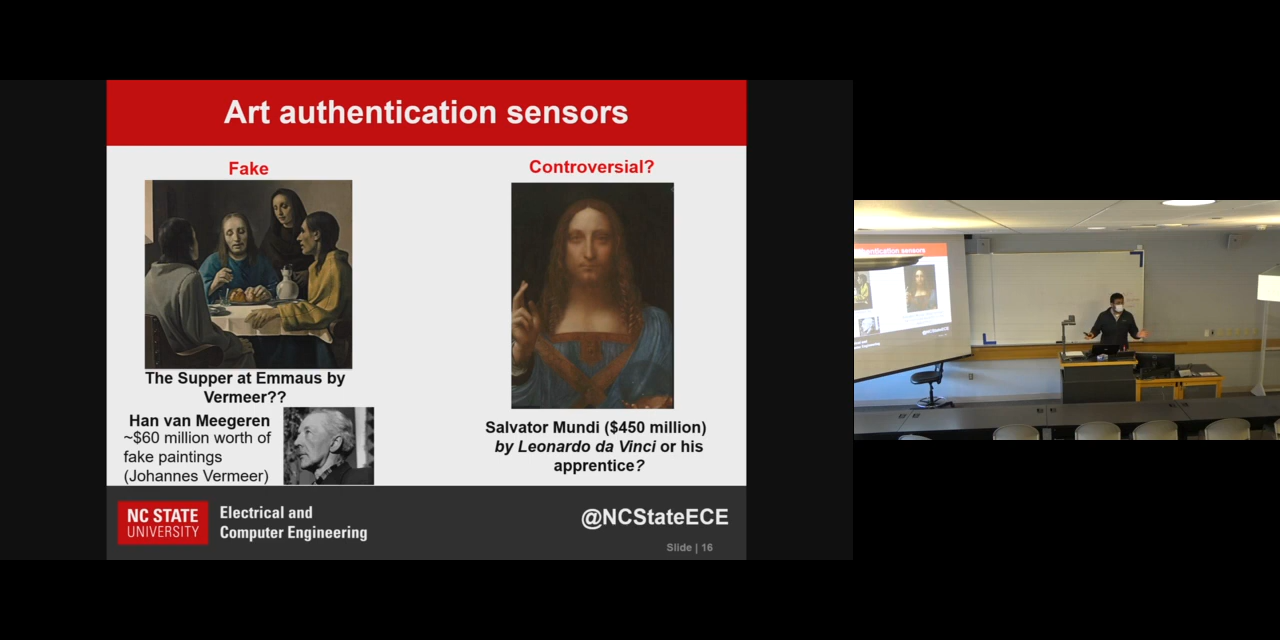 Art authentication sensors
Fake
The Supper at Emmaus by
Vermeer??
Han van Meegeren
~$60 million worth of
fake paintings
(Johannes Vermeer)
Controversial?
Salvator Mundi ($450 million)
by Leonardo da Vinci or his
apprentice?
NC STATE
UNIVERSITY
Electrical and
Computer Engineering
@NCStateECE
Slide | 16
@NCStateECE